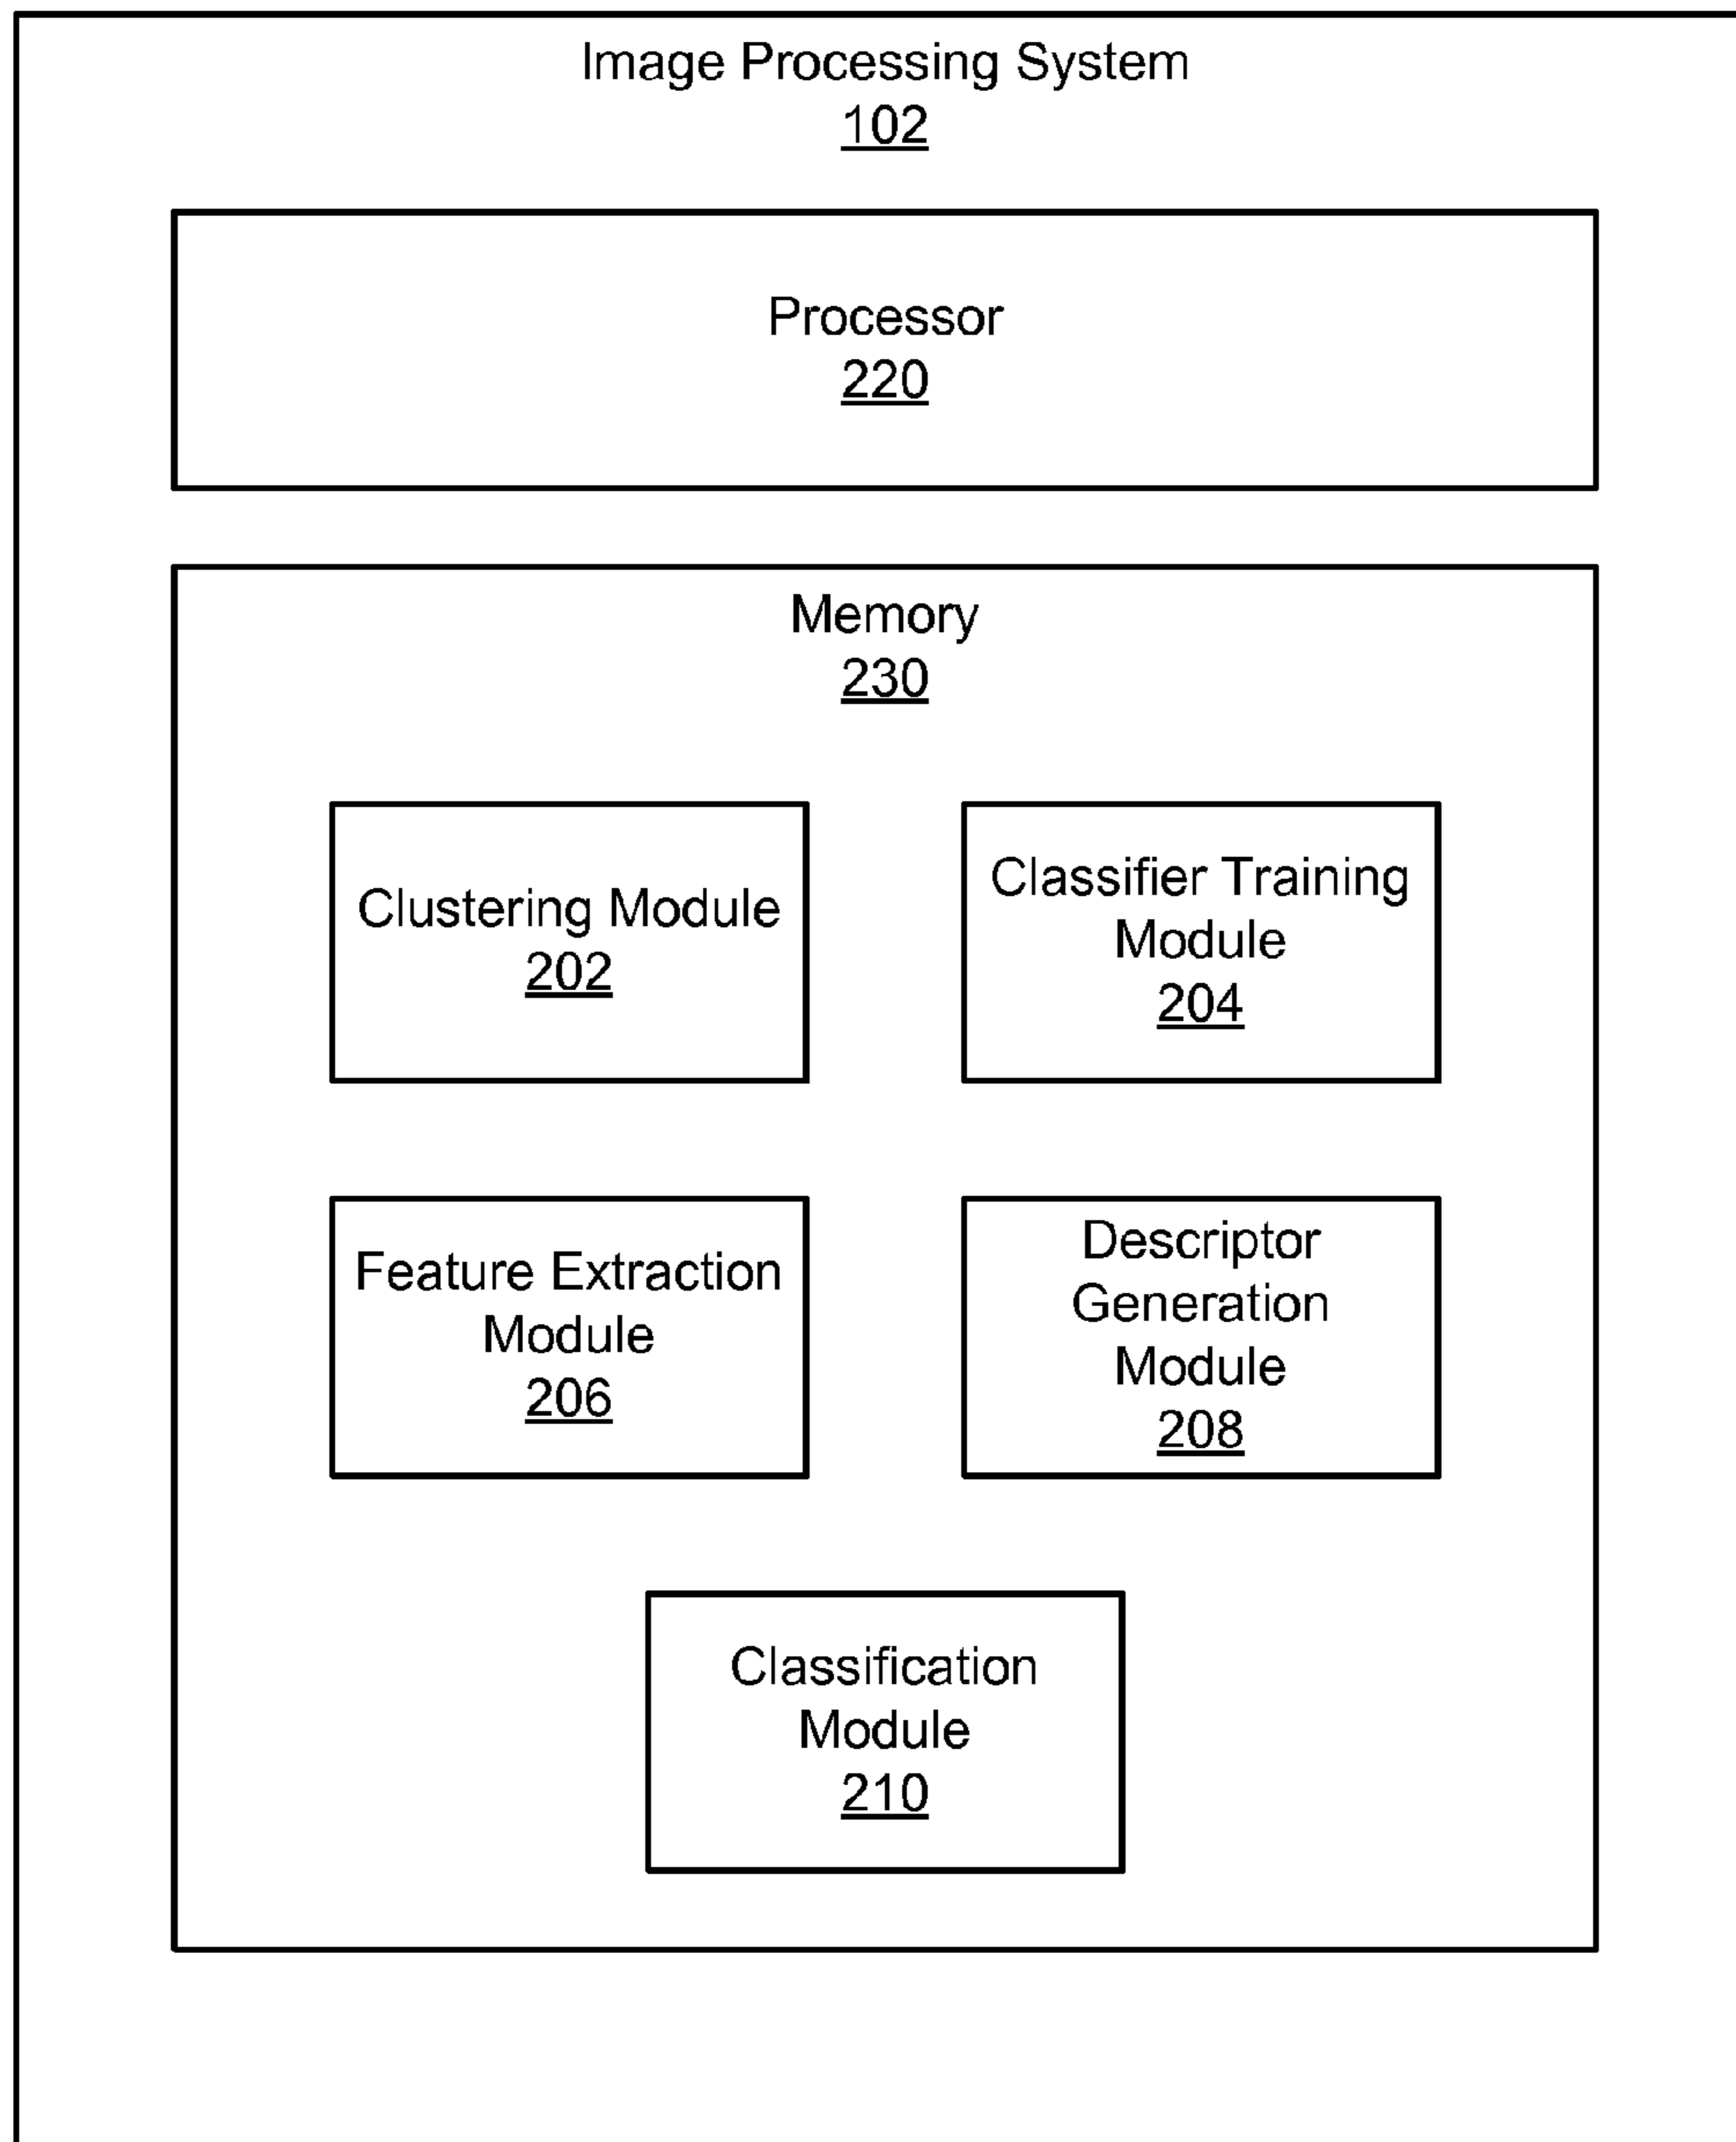 Image Processing System
102
Processor
220
Memory
230
Clustering Module
202
Classifier Training
Module
204
Feature Extraction
Module
206
Descriptor
Generation
Module
208
Classification
Module
210